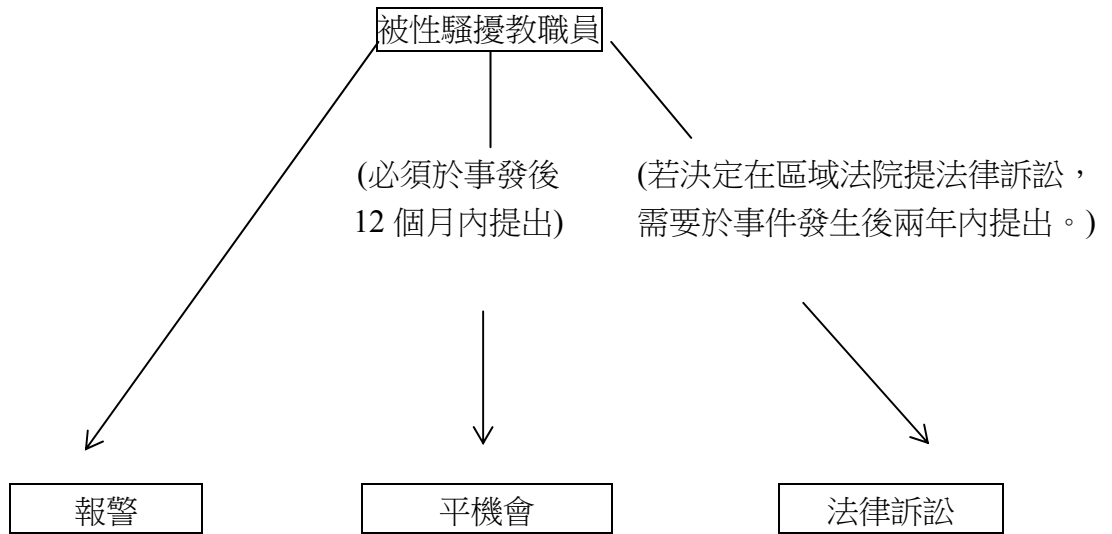 被性騷擾教職員
(必須於事發後
12 個月內提出)
(若決定在區域法院提法律訴訟，
需要於事件發生後兩年內提出。)
報警
平機會
法律訴訟